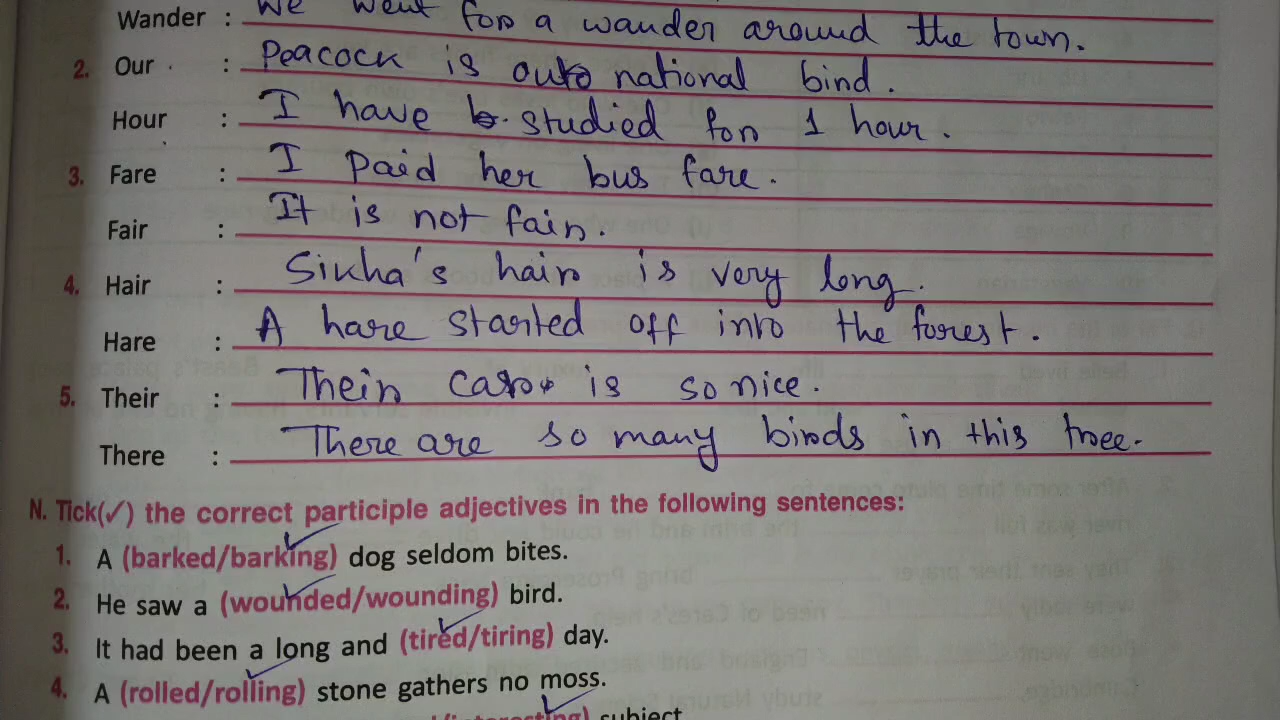 Wander : We went for a wander around the town.
2. Our : Peacock is our national bird.
Hour : I have studied for 1 hour.
3. Fare : I paid her bus fare.
Fair : It is not fair.
4. Hair : Sikha's hair is very long.
Hare : A hare started off into the forest.
5. Their : Their car is so nice.
There : There are so many birds in this tree.
N. Tick(✓) the correct participle adjectives in the following sentences:
1. A (barked/barking) dog seldom bites.
2. He saw a (wounded/wounding) bird.
3. It had been a long and (tired/tiring) day.
4. A (rolled/rolling) stone gathers no moss.
(interesting) subject